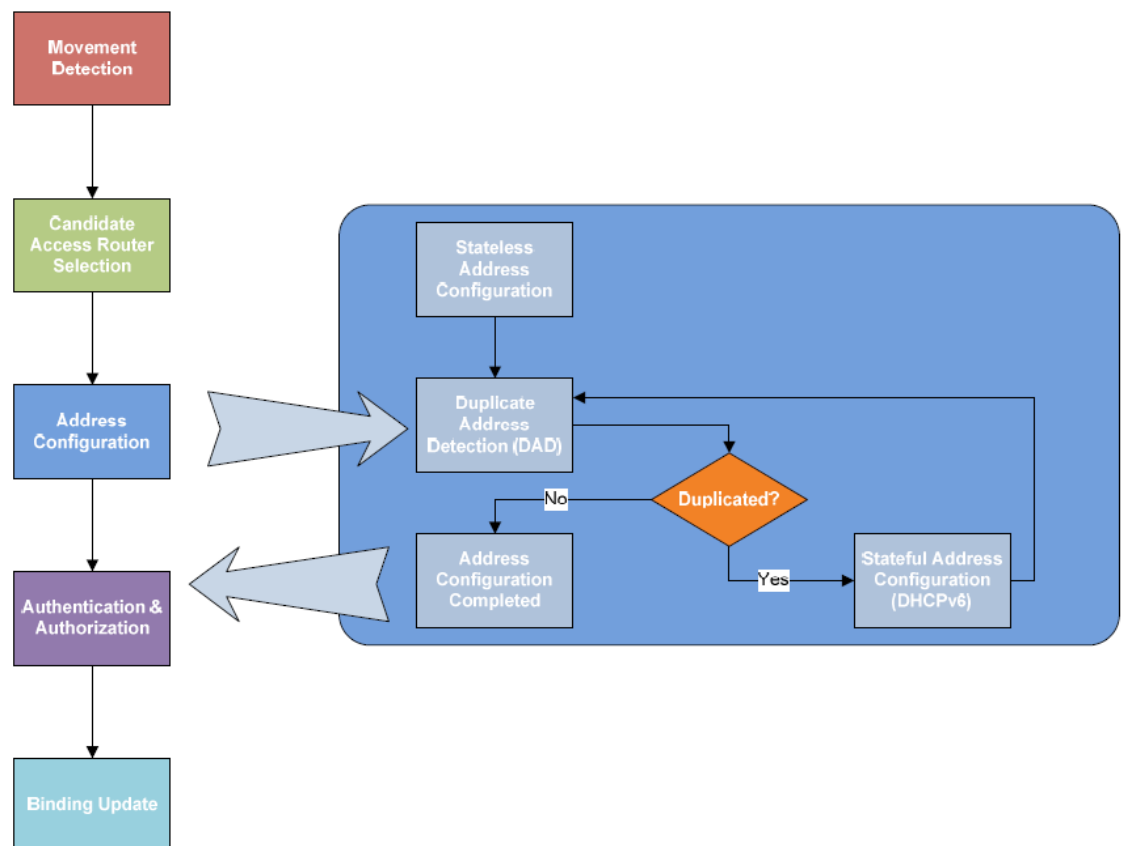 Movement
Detection
Candidate
Access Router
Selection
Address
Configuration
Authentication &
Authorization
Binding Update
Stateless
Address
Configuration
Duplicate
Address
Detection (DAD)
Duplicated?
No
Yes
Address
Configuration
Completed
Stateful Address
Configuration
(DHCPv6)